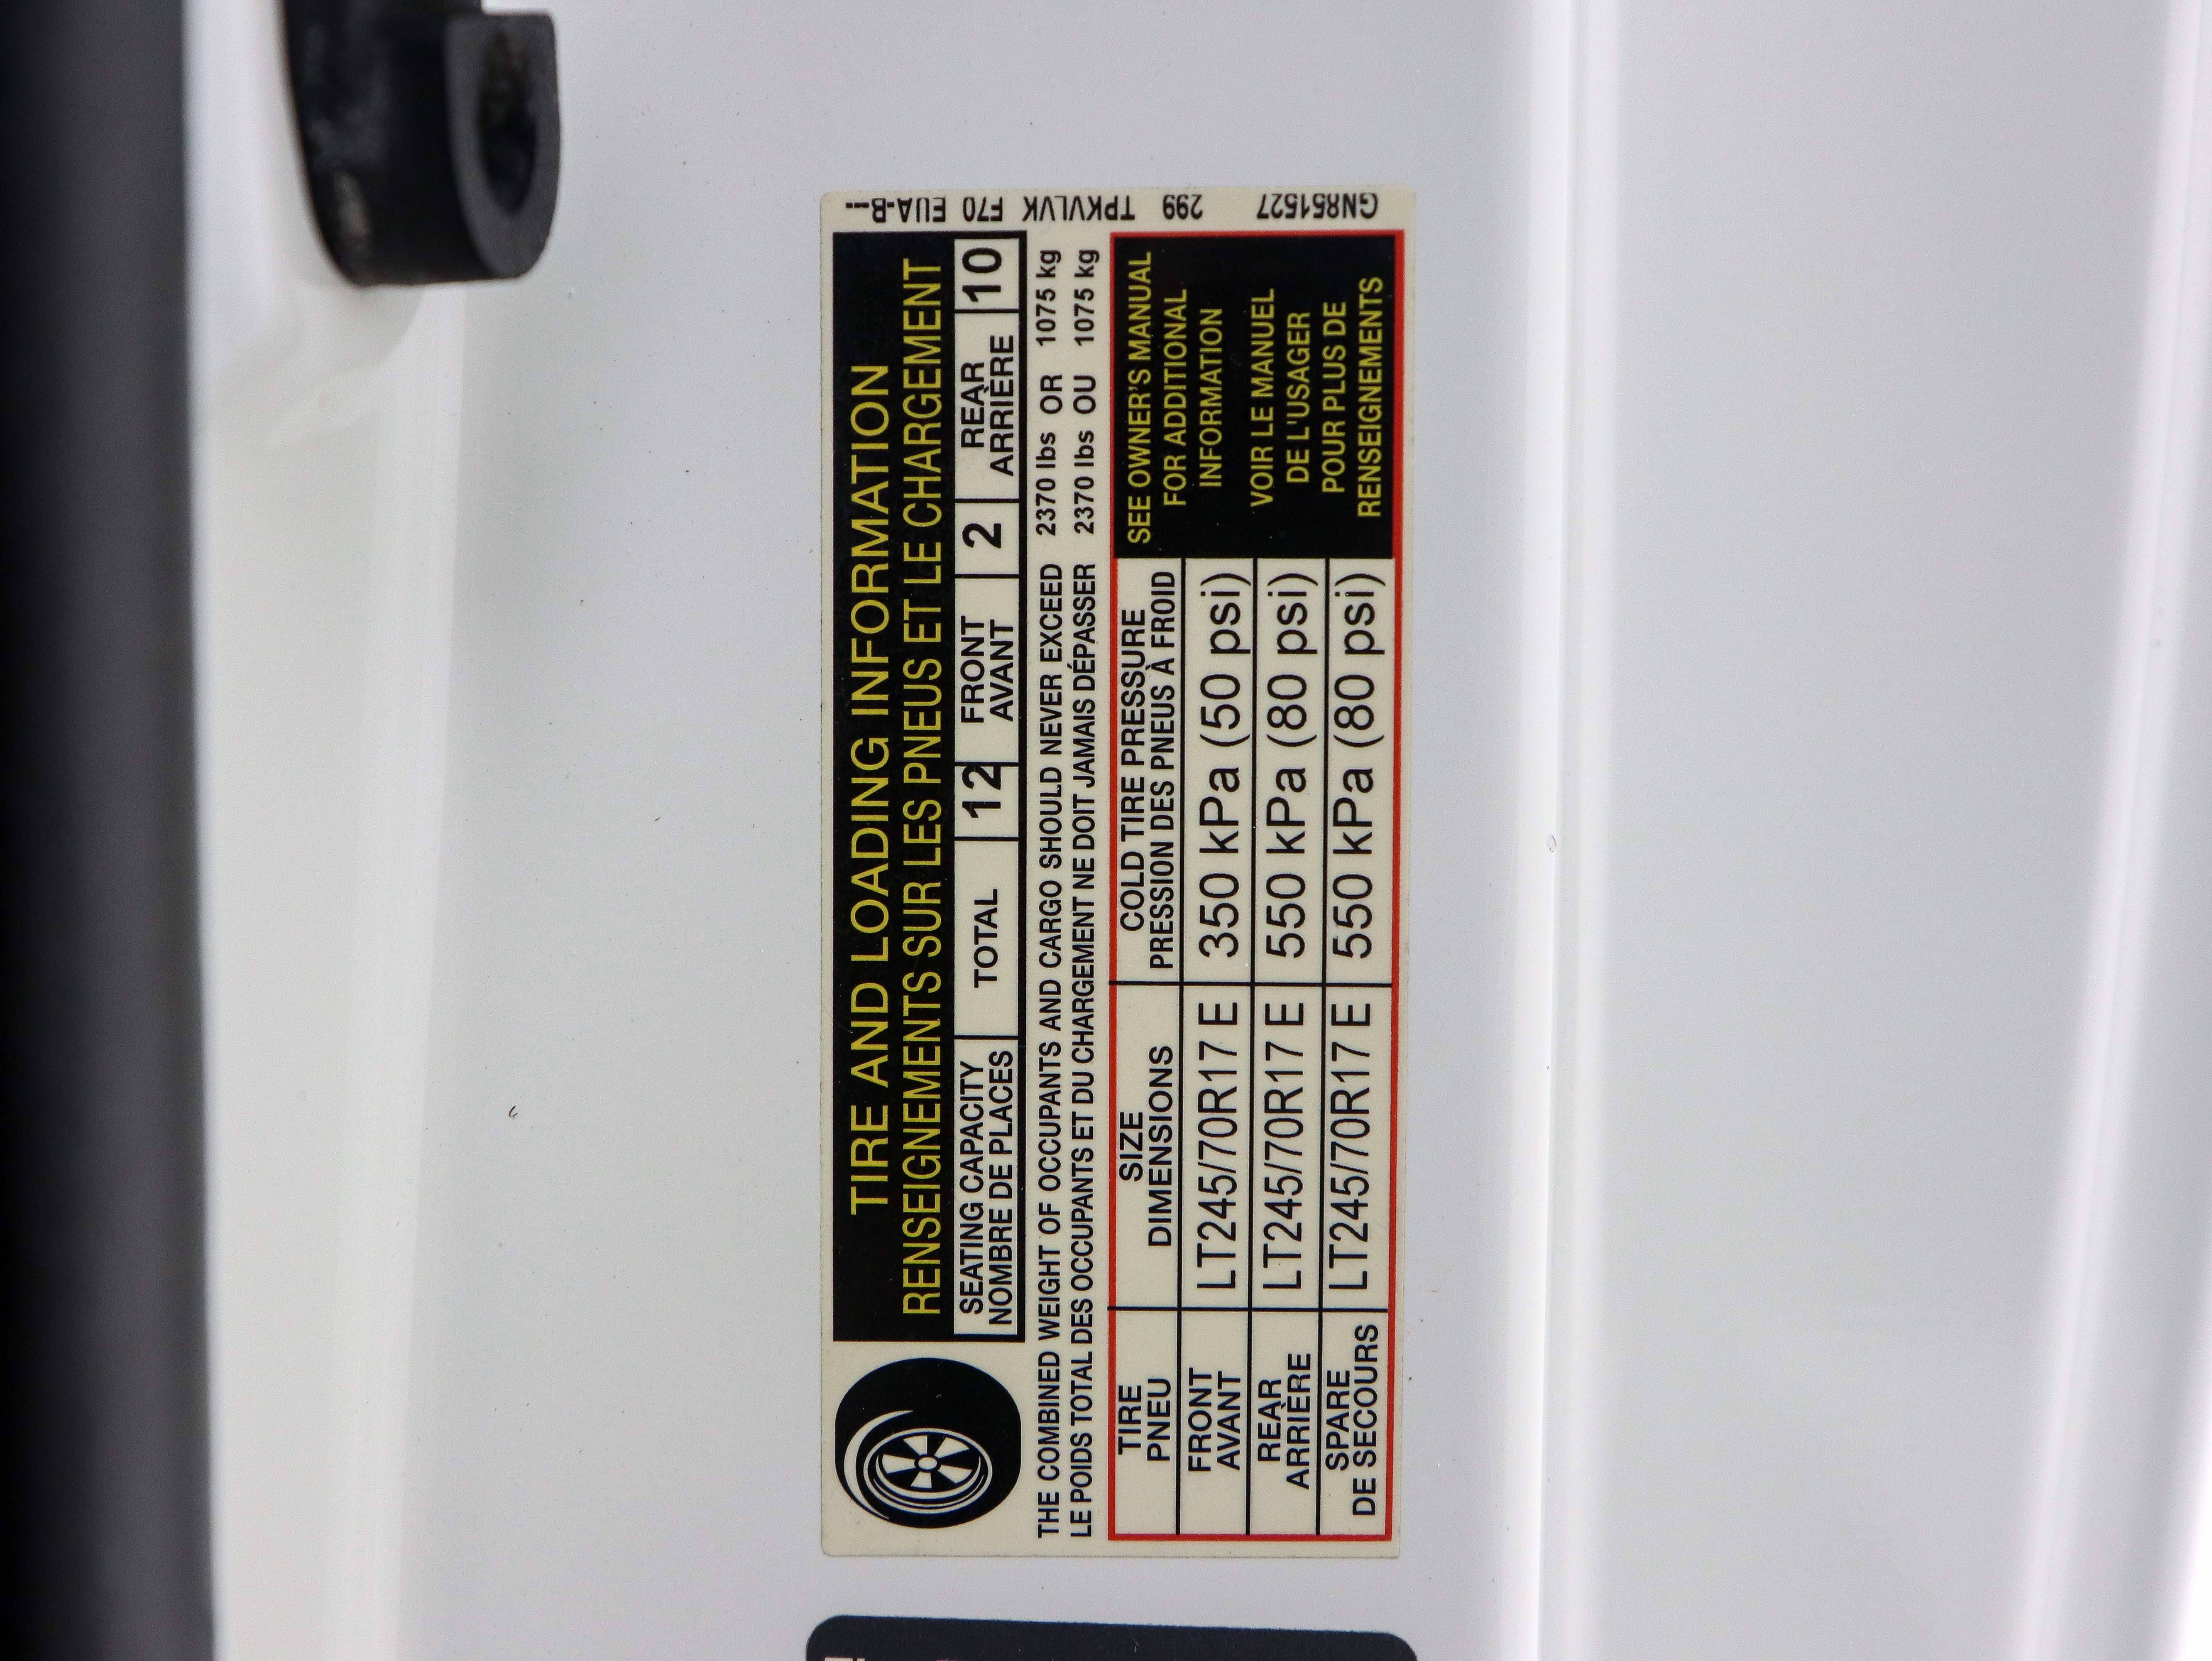 TIRE AND LOADING INFORMATION
RENSEIGNEMENTS SUR LES PNEUS ET LE CHARGEMENT
SEATING CAPACITY
NOMBRE DE PLACES
TOTAL
12
FRONT
AVANT
2
REAR
ARRIÈRE
10
THE COMBINED WEIGHT OF OCCUPANTS AND CARGO SHOULD NEVER EXCEED 2370 lbs OR 1075 kg
LE POIDS TOTAL DES OCCUPANTS ET DU CHARGEMENT NE DOIT JAMAIS DÉPASSER 2370 lbs OU 1075 kg
TIRE
PNEU
SIZE
DIMENSIONS
COLD TIRE PRESSURE
PRESSION DES PNEUS À FROID
FRONT
AVANT
LT245/70R17 E
350 kPa (50 psi)
REAR
ARRIÈRE
LT245/70R17 E
550 kPa (80 psi)
SPARE
DE SECOURS
LT245/70R17 E
550 kPa (80 psi)
SEE OWNER'S MANUAL
FOR ADDITIONAL
INFORMATION
VOIR LE MANUEL
DE L'USAGER
POUR PLUS DE
RENSEIGNEMENTS
GN851527 299 TPKVLVK F70 EUA-B---